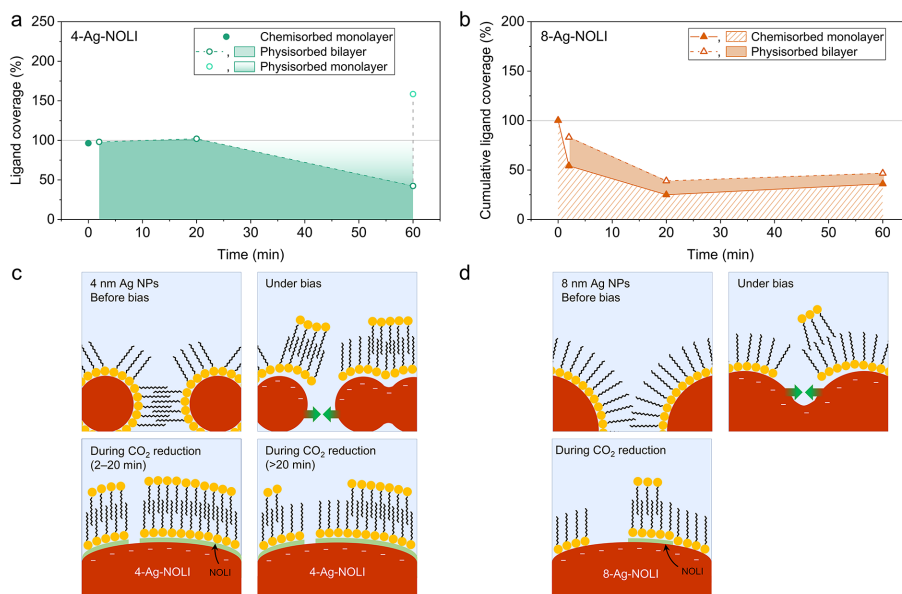 a
4-Ag-NOLI
Chemisorbed monolayer
, Physisorbed bilayer
, Physisorbed monolayer
Ligand coverage (%)
250
200
150
100
50
0
0 10 20 30 40 50 60
Time (min)
b
8-Ag-NOLI
, Chemisorbed monolayer
, Physisorbed bilayer
Cumulative ligand coverage (%)
200
150
100
50
0
0 10 20 30 40 50 60
Time (min)
c
4 nm Ag NPs
Before bias
Under bias
During CO₂ reduction
(2–20 min)
NOLI
4-Ag-NOLI
During CO₂ reduction
(>20 min)
4-Ag-NOLI
d
8 nm Ag NPs
Before bias
Under bias
During CO₂ reduction
NOLI
8-Ag-NOLI